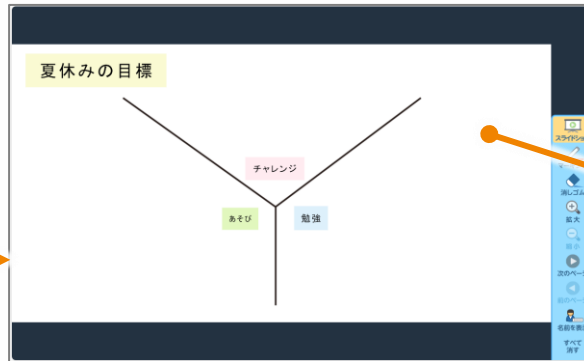 夏休みの目標
チャレンジ
あそび
勉強
スライドショー
消しゴム
拡大
縮小
次のページ
前のページ
名前を表示
すべて
消す